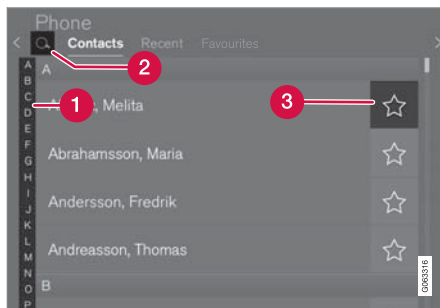 Phone
Contacts Recent Favourites
2
A
A
B
C
D
E
F
G
H
I
J
K
L
M
N
O
P
1
, Melita
3
Abrahamsson, Maria
Andersson, Fredrik
Andreasson, Thomas
B
G063316